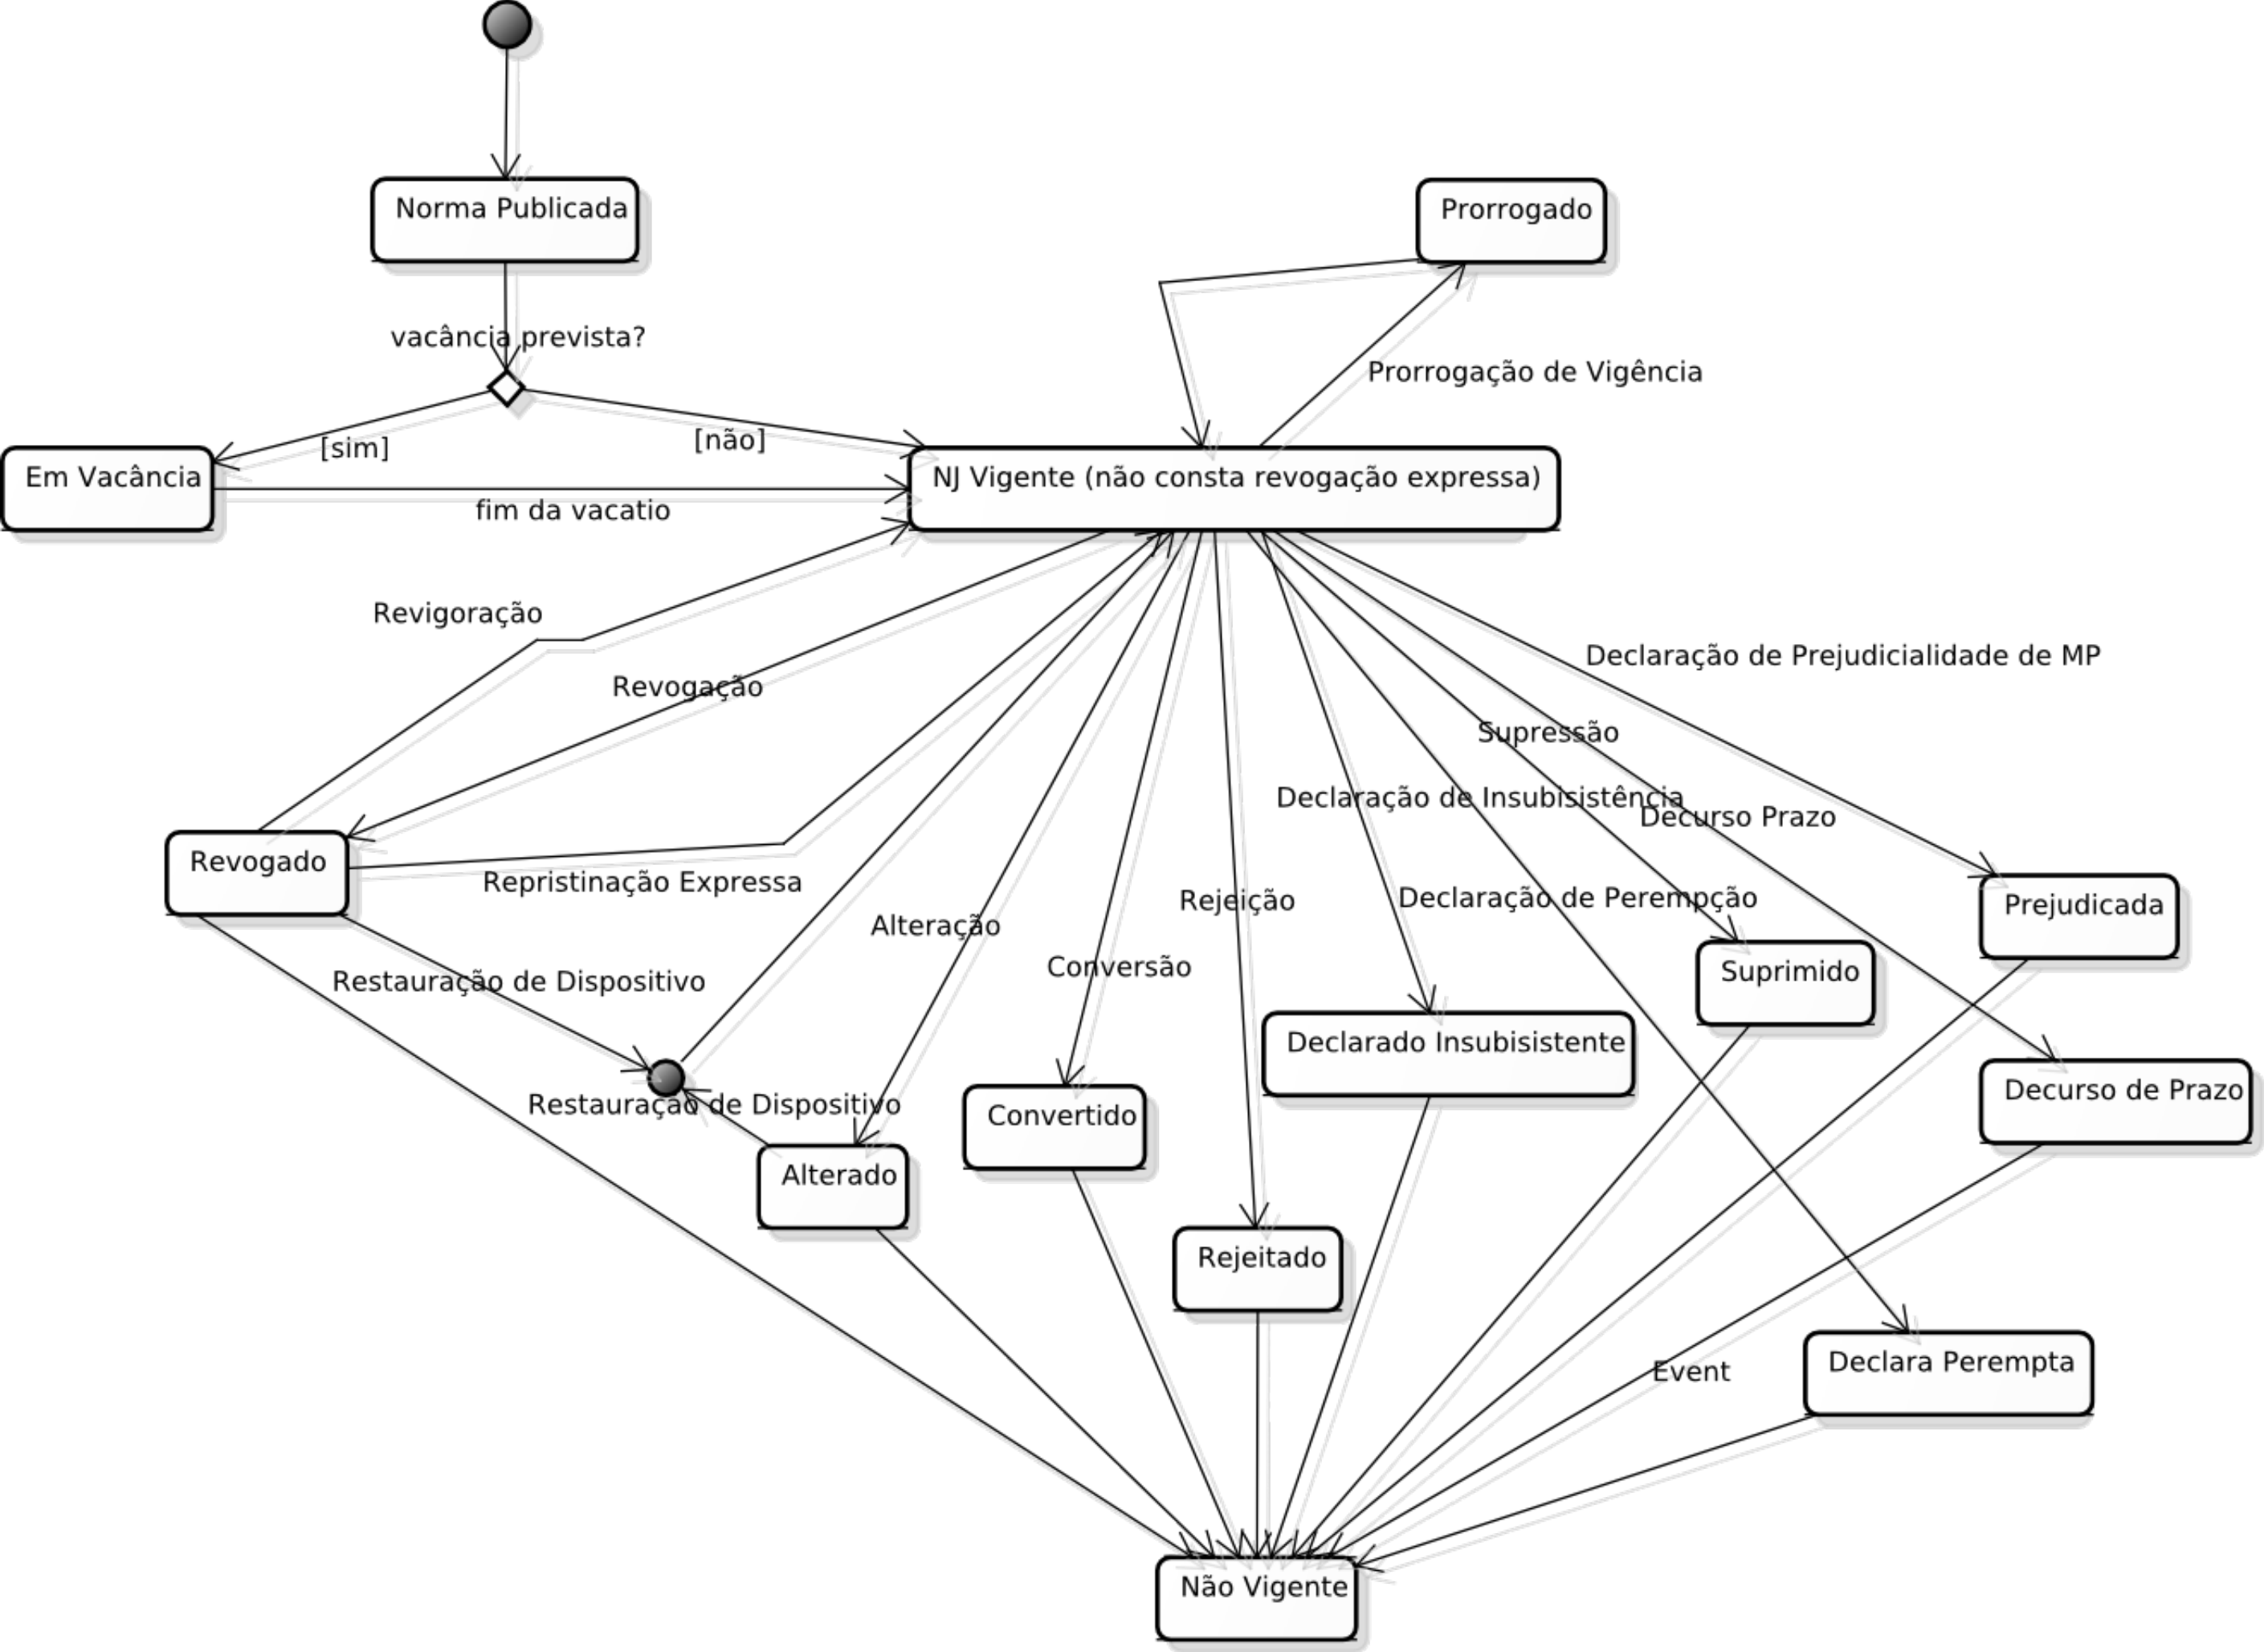 Norma Publicada
Prorrogado
vacância prevista?
Prorrogação de Vigência
[sim]
[não]
Em Vacância
NJ Vigente (não consta revogação expressa)
fim da vacatio
Revigoração
Declaração de Prejudicialidade de MP
Revogação
Supressão
Declaração de Insubisistência
Decurso Prazo
Revogado
Repristinação Expressa
Rejeição
Declaração de Perempção
Prejudicada
Alteração
Conversão
Suprimido
Restauração de Dispositivo
Declarado Insubisistente
Decurso de Prazo
Restauração de Dispositivo
Convertido
Alterado
Rejeitado
Event
Declara Perempta
Não Vigente